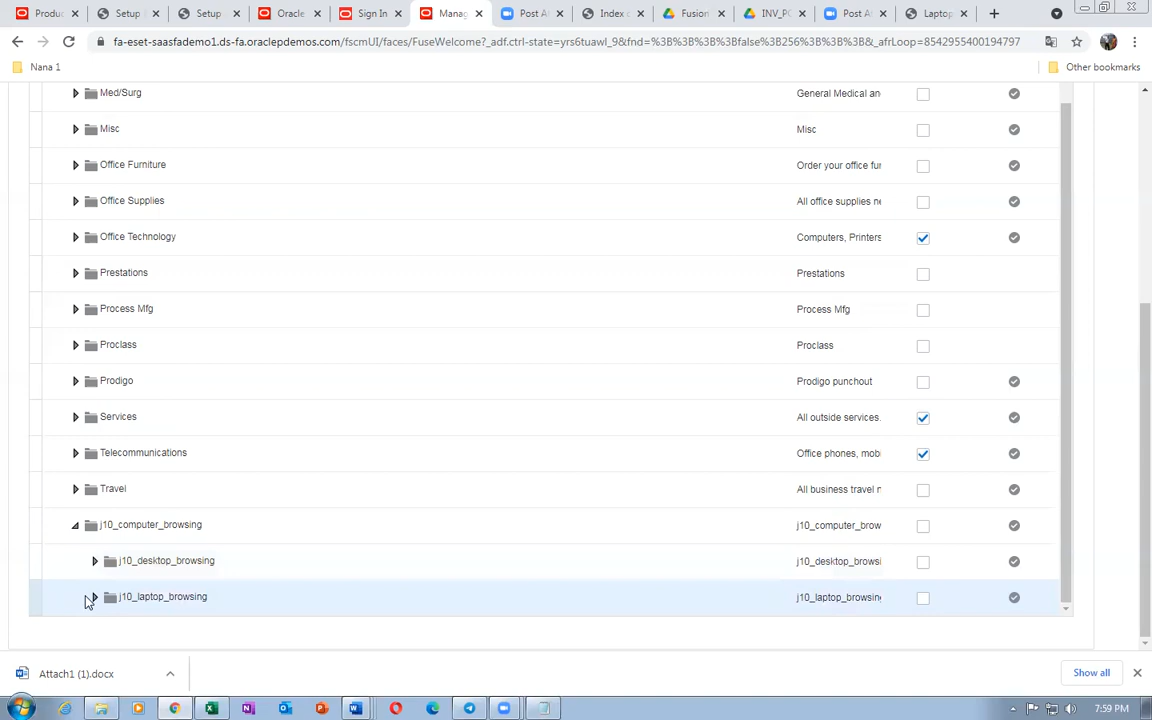 Produc
Setup a
Setup
Oracle
Sign In
Manag
Post At
Index o
Fusion
INV_PO
Post At
Laptop
fa-eset-saasfademo1.ds-fa.oraclepdemos.com/fscmUI/faces/FuseWelcome?_adf.ctrl-state=yrs6tuawl_9&fnd=%3B%3B%3B%3Bfalse%3B256%3B%3B%3B&_afrLoop=8542955400194797
Nana 1
Other bookmarks
Med/Surg General Medical an
Misc Misc
Office Furniture Order your office fur
Office Supplies All office supplies ne
Office Technology Computers, Printers
Prestations Prestations
Process Mfg Process Mfg
Proclass Proclass
Prodigo Prodigo punchout
Services All outside services.
Telecommunications Office phones, mob
Travel All business travel n
j10_computer_browsing j10_computer_brow
j10_desktop_browsing j10_desktop_browsi
j10_laptop_browsing j10_laptop_browsing
Attach1 (1).docx
Show all
7:59 PM